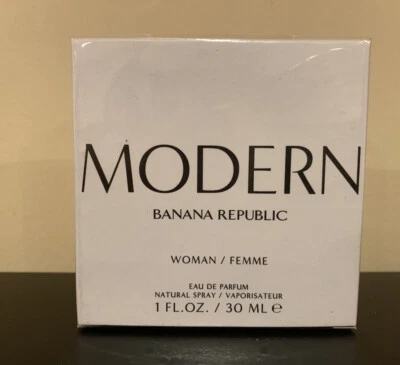 MODERN
BANANA REPUBLIC
WOMAN / FEMME
EAU DE PARFUM
NATURAL SPRAY / VAPORISATEUR
1 FL.OZ. / 30 ML ℮